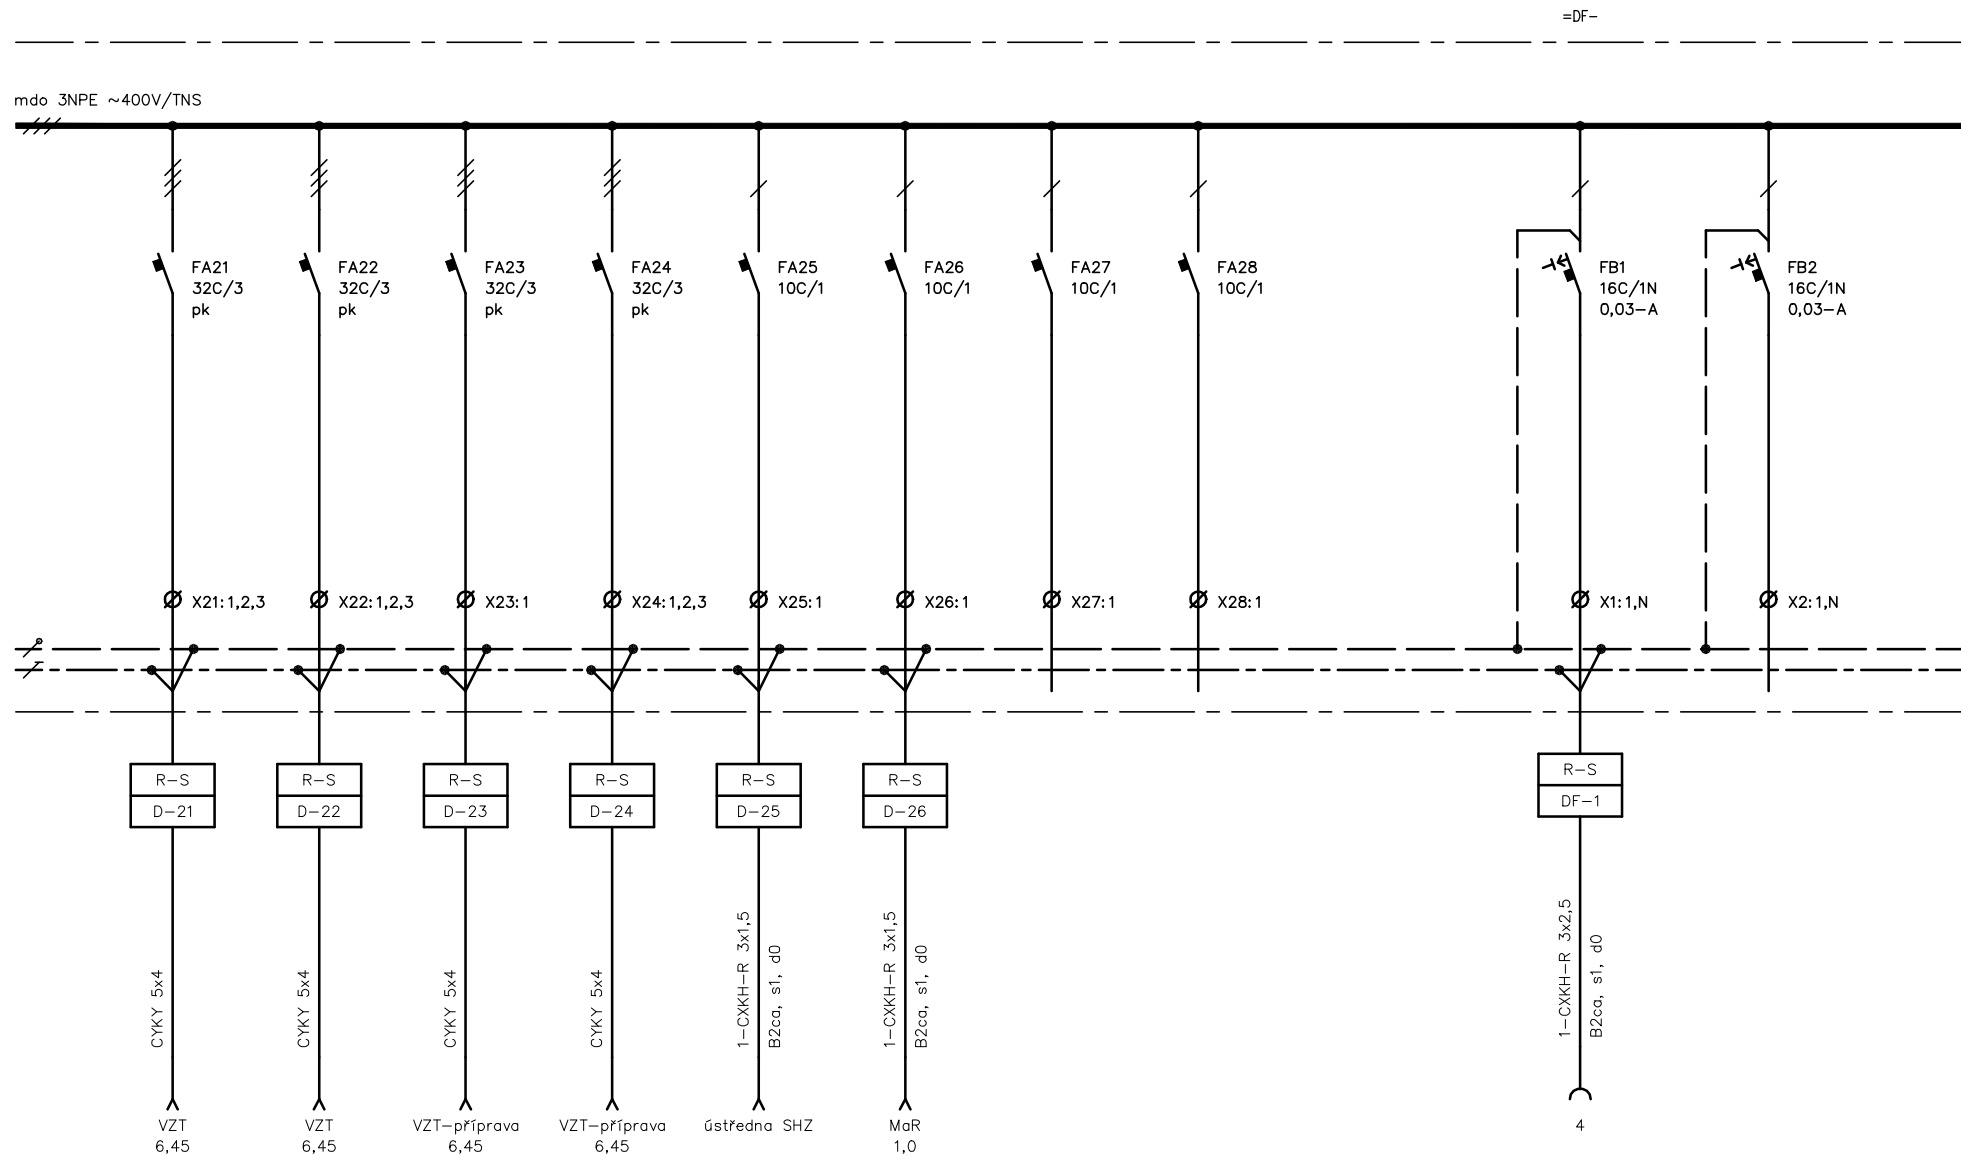 =DF-
mdo 3NPE ~400V/TNS
FA21
32C/3
pk
FA22
32C/3
pk
FA23
32C/3
pk
FA24
32C/3
pk
FA25
10C/1
FA26
10C/1
FA27
10C/1
FA28
10C/1
FB1
16C/1N
0,03-A
FB2
16C/1N
0,03-A
X21:1,2,3
X22:1,2,3
X23:1
X24:1,2,3
X25:1
X26:1
X27:1
X28:1
X1:1,N
X2:1,N
R-S
D-21
R-S
D-22
R-S
D-23
R-S
D-24
R-S
D-25
R-S
D-26
R-S
DF-1
CYKY 5x4
CYKY 5x4
CYKY 5x4
CYKY 5x4
1-CXKH-R 3x1,5
B2ca, s1, d0
1-CXKH-R 3x1,5
B2ca, s1, d0
1-CXKH-R 3x2,5
B2ca, s1, d0
VZT
6,45
VZT
6,45
VZT-příprava
6,45
VZT-příprava
6,45
ústředna SHZ
MaR
1,0
4